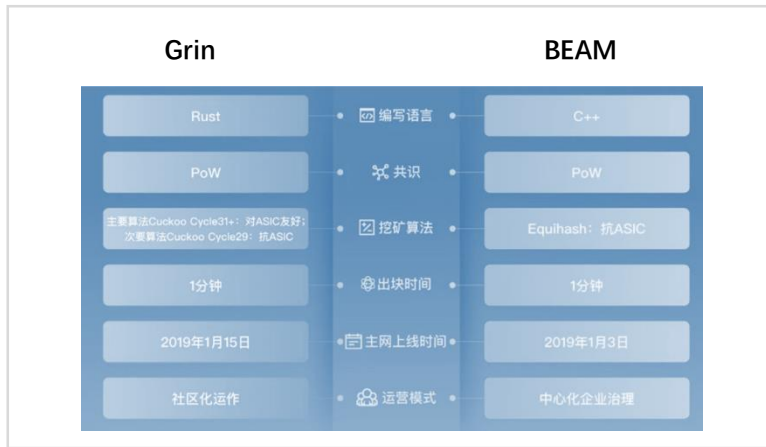 Grin
BEAM
Rust
编写语言
C++
PoW
共识
PoW
主要算法Cuckoo Cycle31+：对ASIC友好；
次要算法Cuckoo Cycle29：抗ASIC
挖矿算法
Equihash：抗ASIC
1分钟
出块时间
1分钟
2019年1月15日
主网上线时间
2019年1月3日
社区化运作
运营模式
中心化企业治理